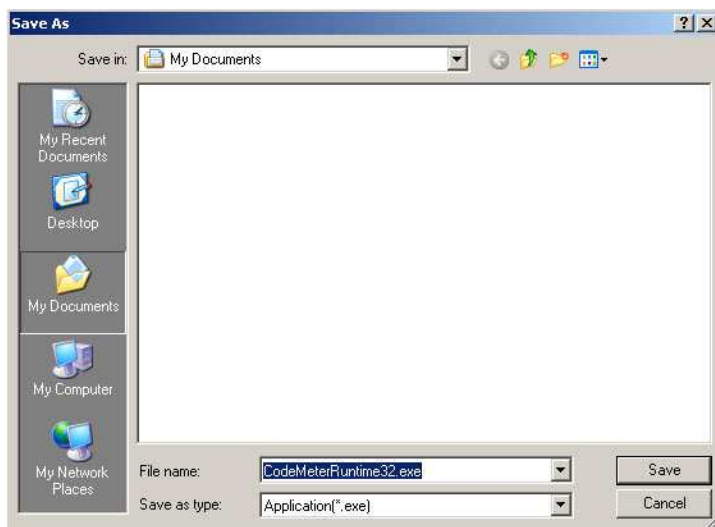 Save As
Save in:
My Documents
My Recent
Documents
Desktop
My Documents
My Computer
My Network
Places
File name:
CodeMeterRuntime32.exe
Save
Save as type:
Application(*.exe)
Cancel